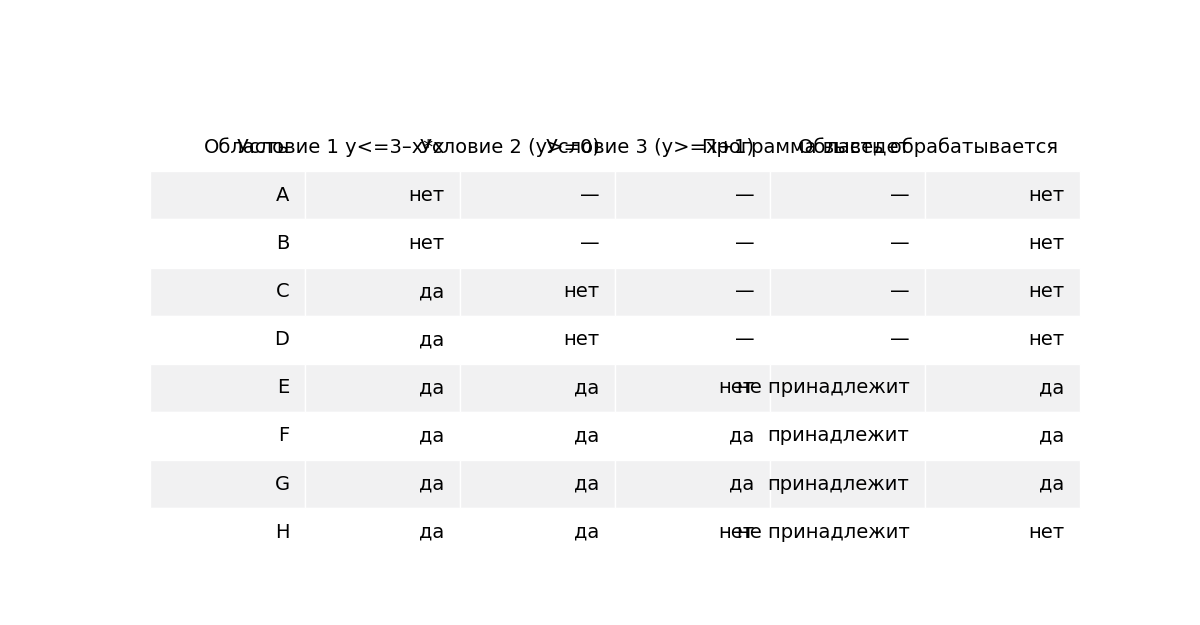 Область Условие 1 y<=3–x*x Условие 2 (y>=0) Условие 3 (y>=x+1) Программа выведет Область обрабатывается
A нет — — — нет
B нет — — — нет
C да нет — — нет
D да нет — — нет
E да да нет не принадлежит да
F да да да принадлежит да
G да да да принадлежит да
H да да нет не принадлежит нет